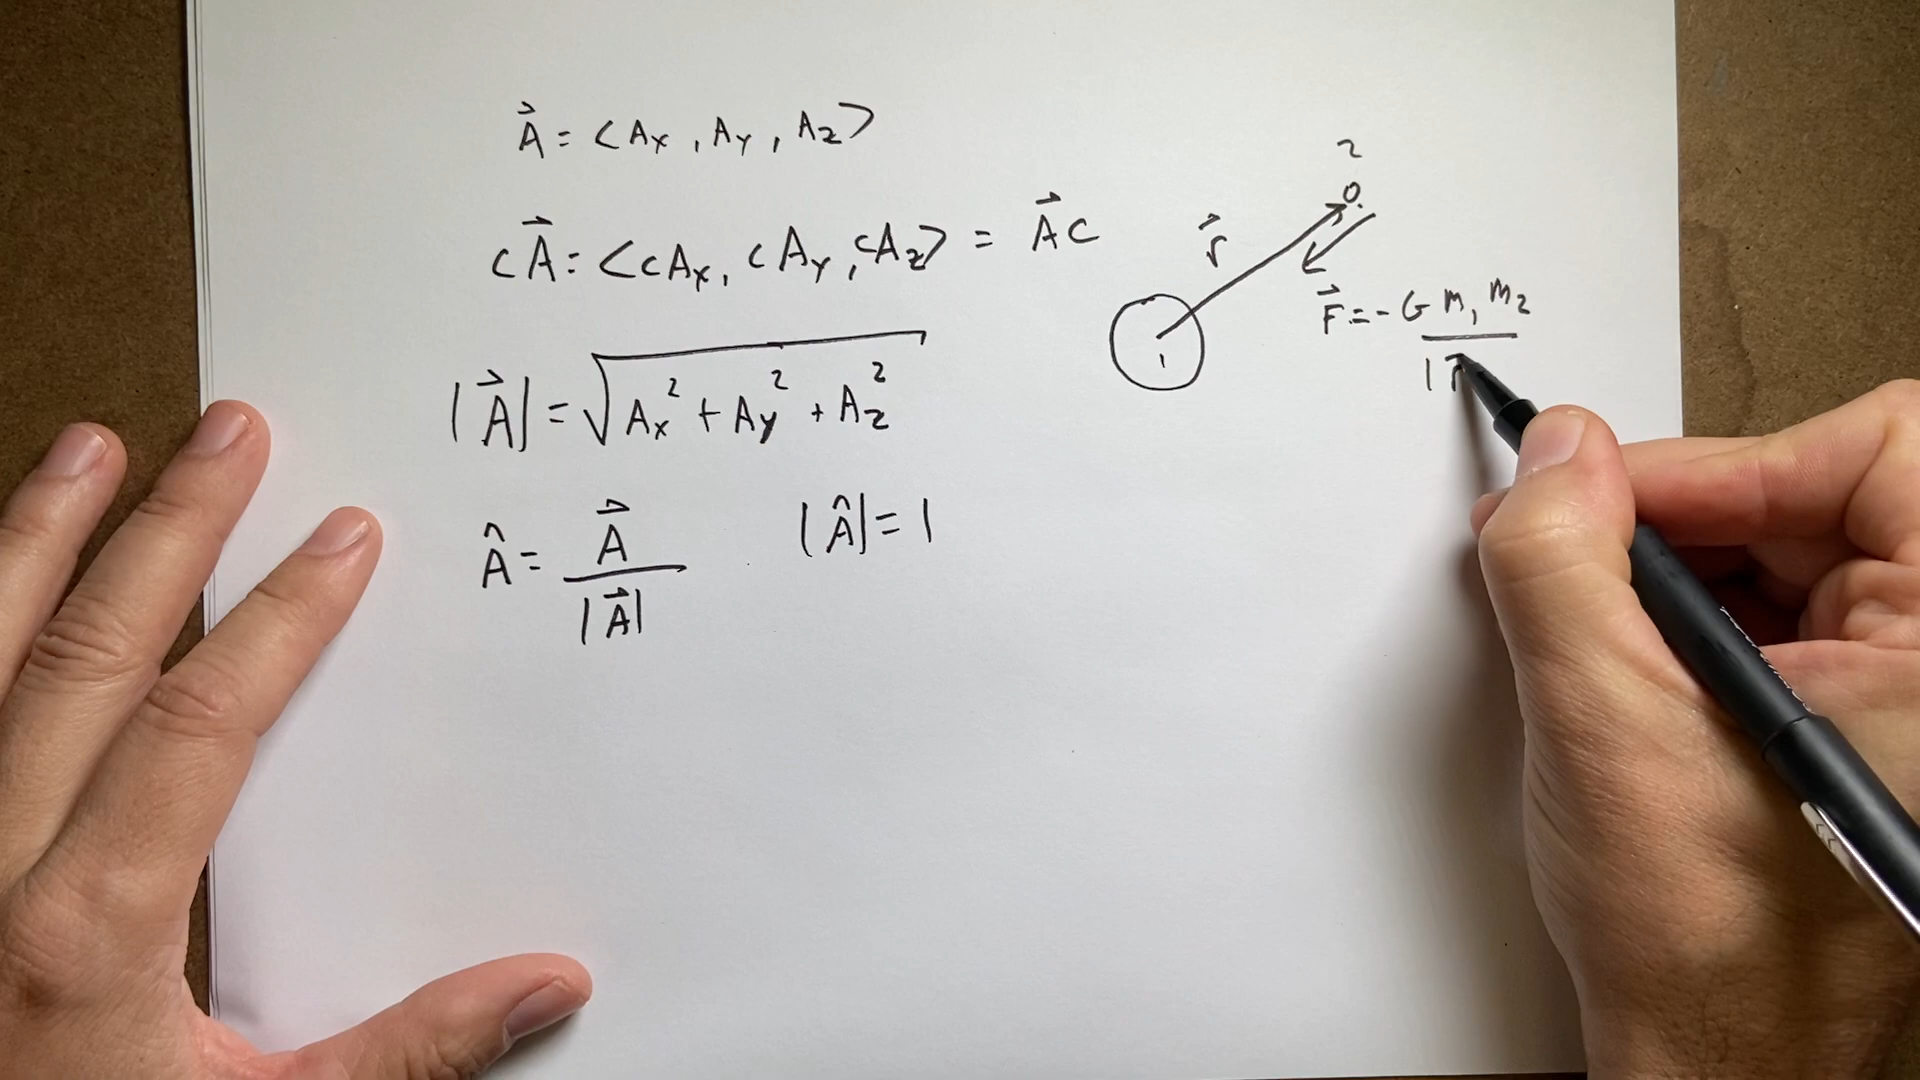 A⃗ = <Ax, Ay, Az>
cA⃗ = <cAx, cAy, cAz> = A⃗c
|A⃗| = √(Ax² + Ay² + Az²)
Â = A⃗ / |A⃗|
|Â| = 1
2
r⃗
1
F⃗ = -G m₁ m₂ / |r